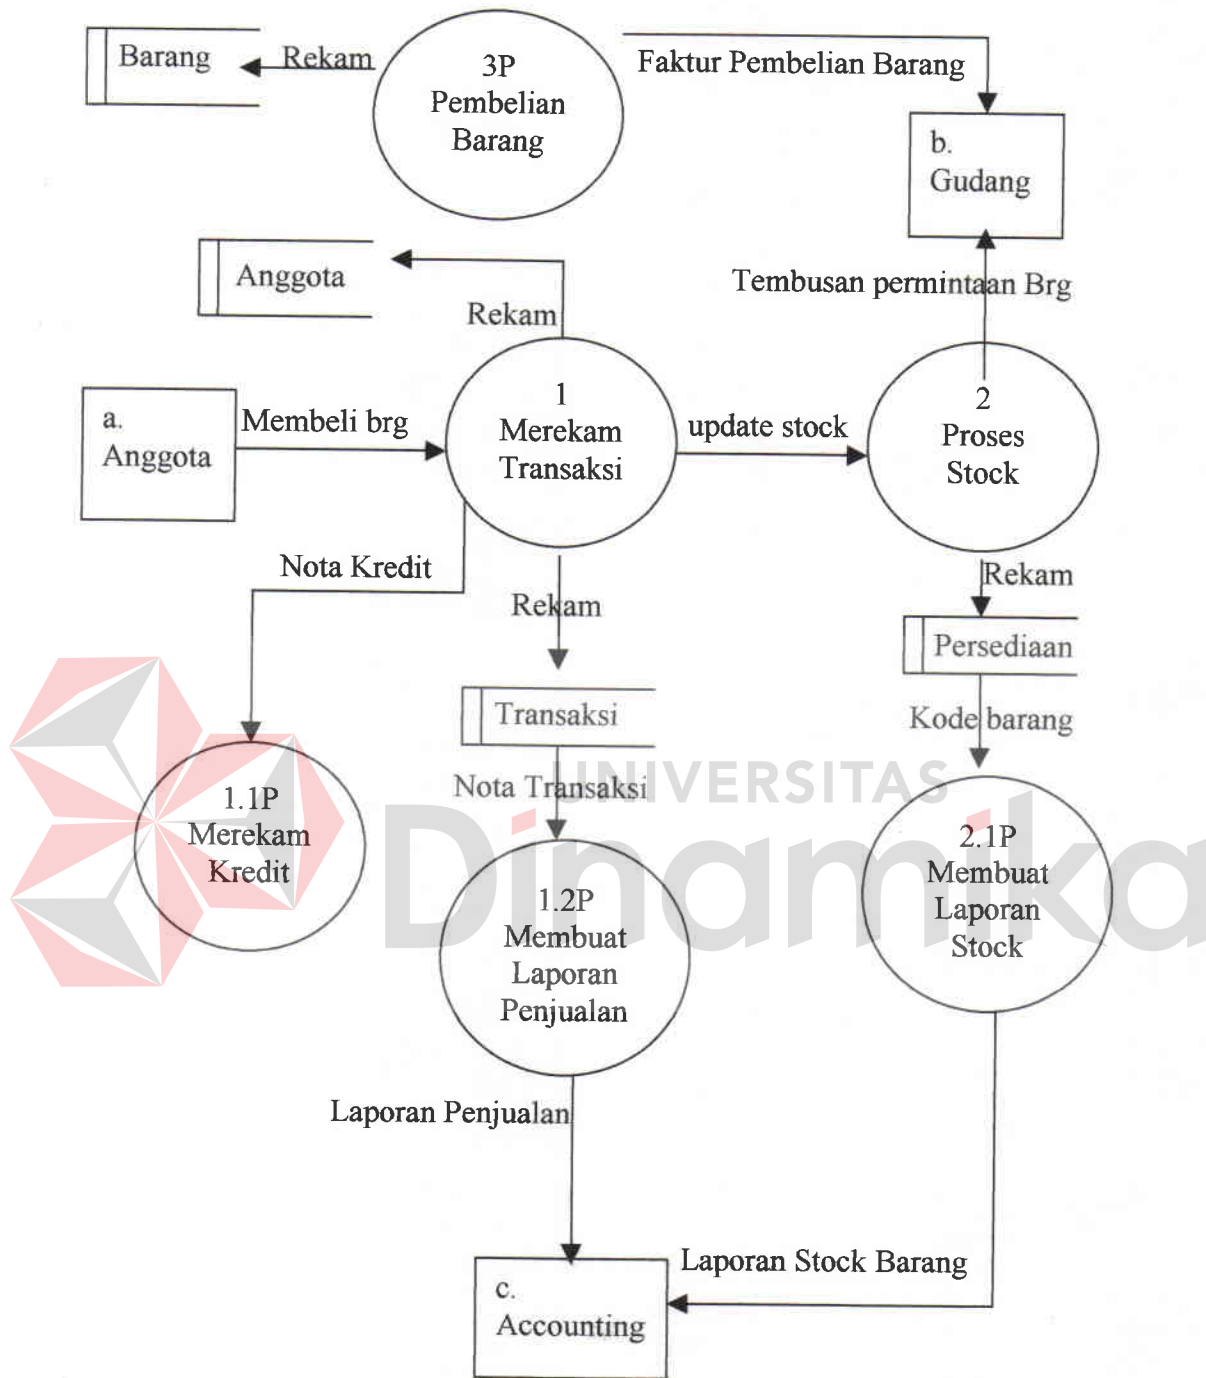 Barang
Rekam
3P
Pembelian
Barang
Faktur Pembelian Barang
b.
Gudang
Anggota
Rekam
Tembusan permintaan Brg
a.
Anggota
Membeli brg
1
Merekam
Transaksi
update stock
2
Proses
Stock
Nota Kredit
Rekam
Rekam
Persediaan
Transaksi
Kode barang
Nota Transaksi
UNIVERSITAS
Dinamika
1.1P
Merekam
Kredit
1.2P
Membuat
Laporan
Penjualan
2.1P
Membuat
Laporan
Stock
Laporan Penjualan
Laporan Stock Barang
c.
Accounting